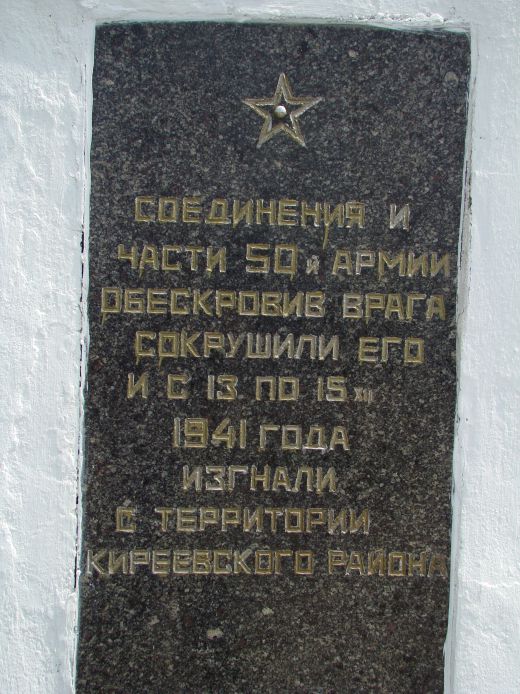 СОЕДИНЕНИЯ И
ЧАСТИ 50й АРМИИ
ОБЕСКРОВИВ ВРАГА
СОКРУШИЛИ ЕГО
И С 13 ПО 15 XII
1941 ГОДА
ИЗГНАЛИ
С ТЕРРИТОРИИ
КИРЕЕВСКОГО РАЙОНА